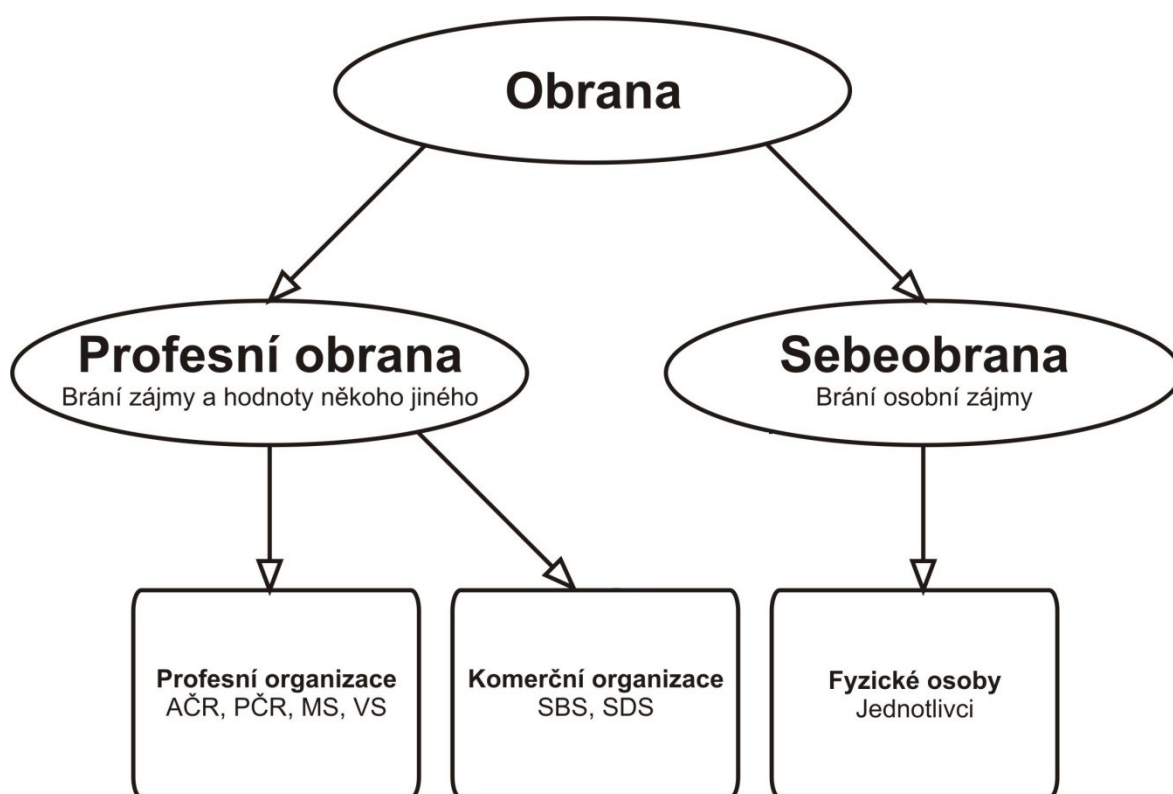 Obrana
Profesní obrana
Brání zájmy a hodnoty někoho jiného
Sebeobrana
Brání osobní zájmy
Profesní organizace
AČR, PČR, MS, VS
Komerční organizace
SBS, SDS
Fyzické osoby
Jednotlivci